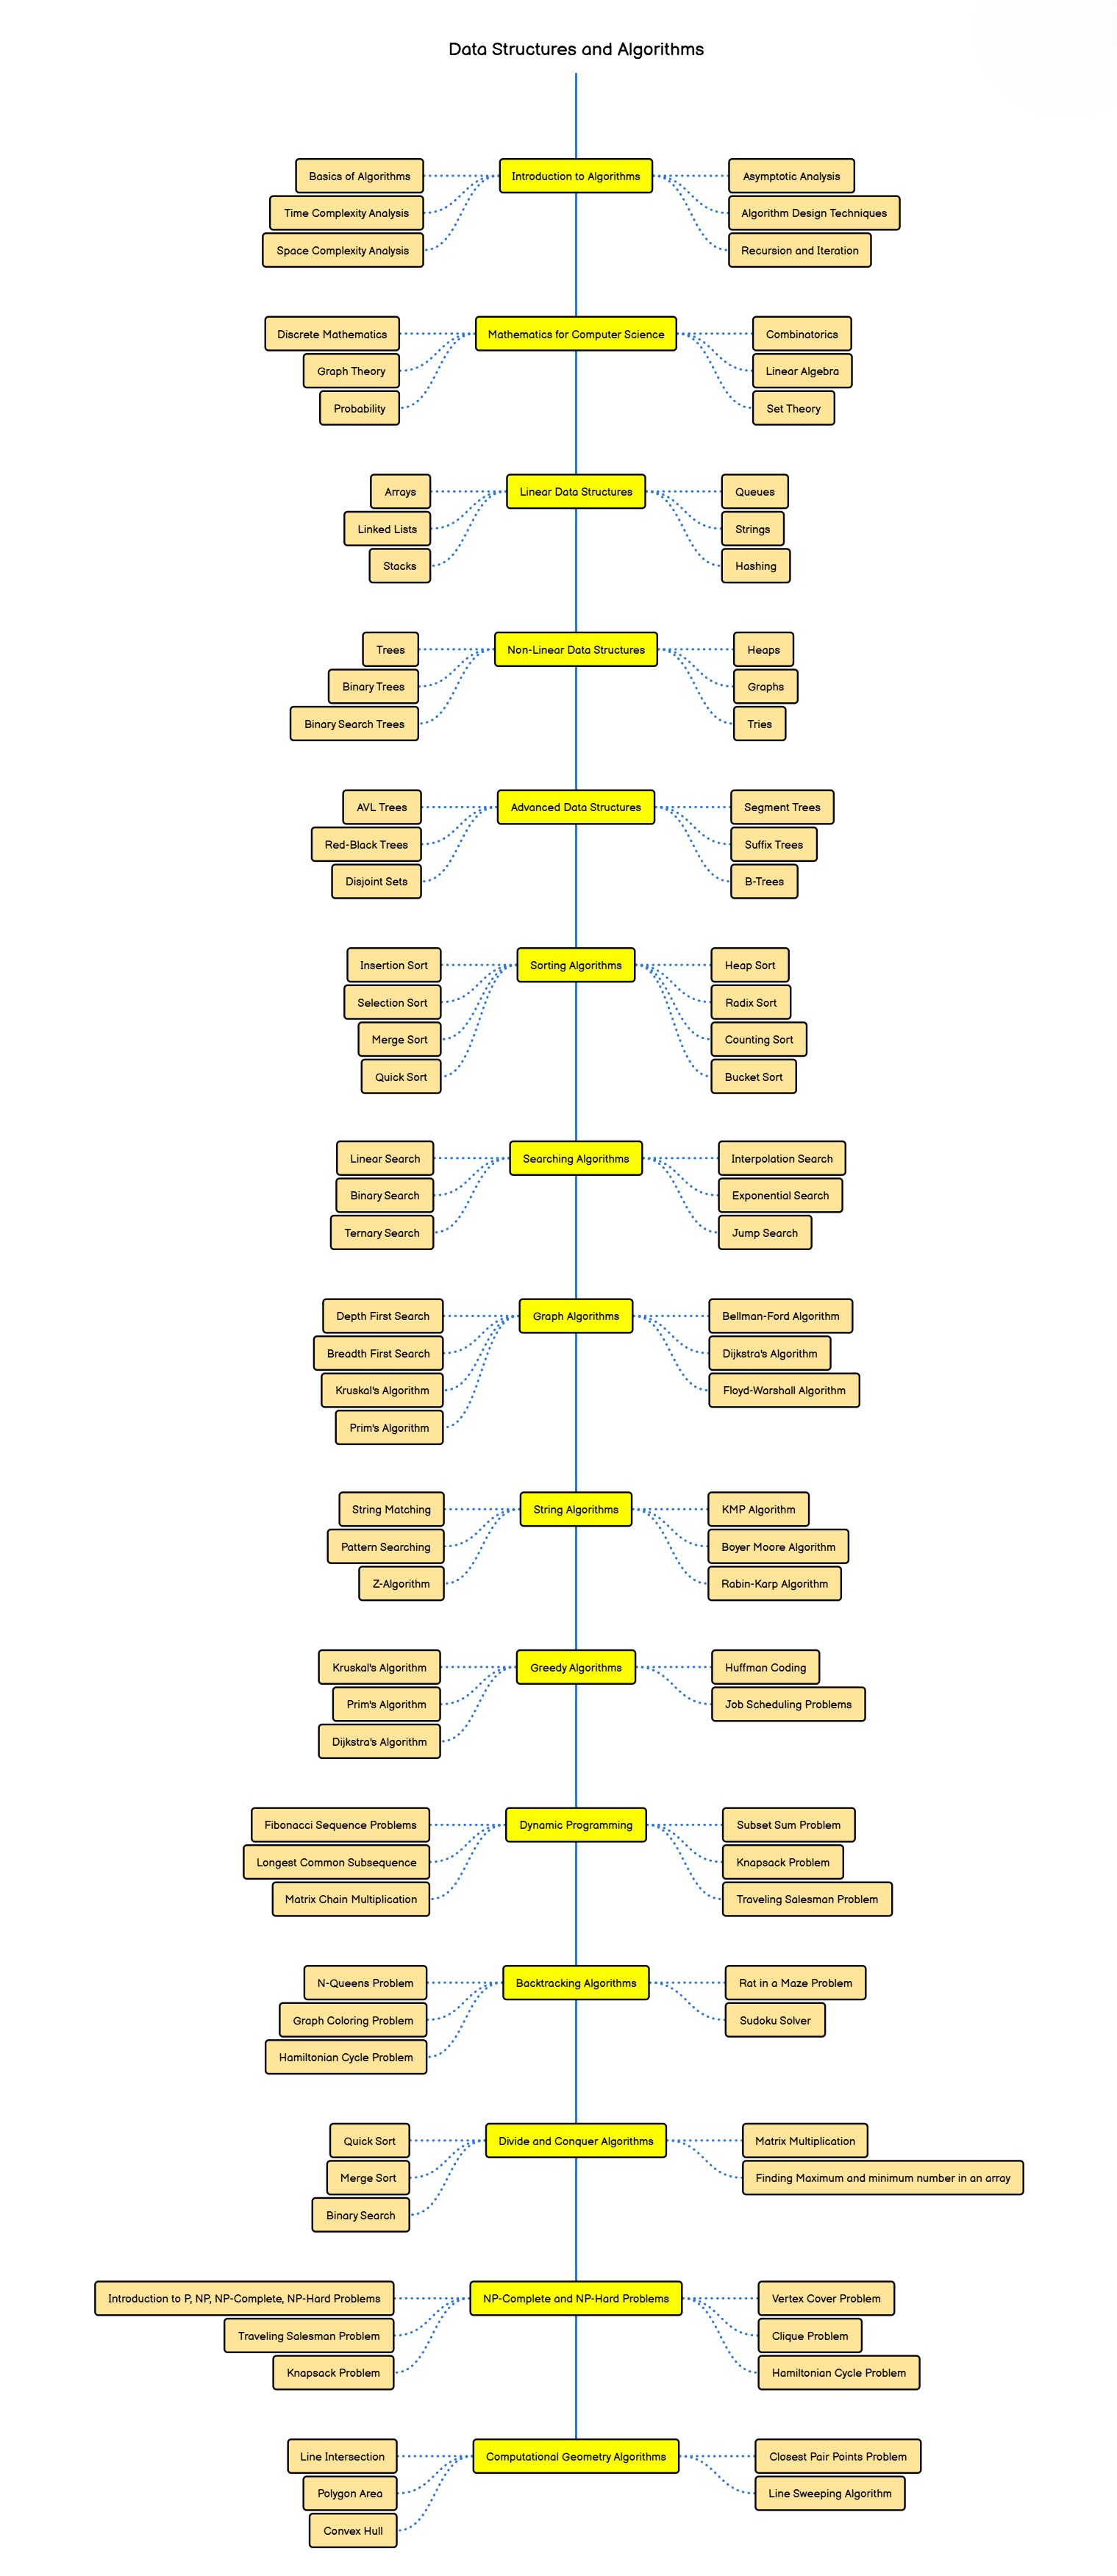 Data Structures and Algorithms
Introduction to Algorithms
Basics of Algorithms
Time Complexity Analysis
Space Complexity Analysis
Asymptotic Analysis
Algorithm Design Techniques
Recursion and Iteration
Mathematics for Computer Science
Discrete Mathematics
Graph Theory
Probability
Combinatorics
Linear Algebra
Set Theory
Linear Data Structures
Arrays
Linked Lists
Stacks
Queues
Strings
Hashing
Non-Linear Data Structures
Trees
Binary Trees
Binary Search Trees
Heaps
Graphs
Tries
Advanced Data Structures
AVL Trees
Red-Black Trees
Disjoint Sets
Segment Trees
Suffix Trees
B-Trees
Sorting Algorithms
Insertion Sort
Selection Sort
Merge Sort
Quick Sort
Heap Sort
Radix Sort
Counting Sort
Bucket Sort
Searching Algorithms
Linear Search
Binary Search
Ternary Search
Interpolation Search
Exponential Search
Jump Search
Graph Algorithms
Depth First Search
Breadth First Search
Kruskal's Algorithm
Prim's Algorithm
Bellman-Ford Algorithm
Dijkstra's Algorithm
Floyd-Warshall Algorithm
String Algorithms
String Matching
Pattern Searching
Z-Algorithm
KMP Algorithm
Boyer Moore Algorithm
Rabin-Karp Algorithm
Greedy Algorithms
Kruskal's Algorithm
Prim's Algorithm
Dijkstra's Algorithm
Huffman Coding
Job Scheduling Problems
Dynamic Programming
Fibonacci Sequence Problems
Longest Common Subsequence
Matrix Chain Multiplication
Subset Sum Problem
Knapsack Problem
Traveling Salesman Problem
Backtracking Algorithms
N-Queens Problem
Graph Coloring Problem
Hamiltonian Cycle Problem
Rat in a Maze Problem
Sudoku Solver
Divide and Conquer Algorithms
Quick Sort
Merge Sort
Binary Search
Matrix Multiplication
Finding Maximum and minimum number in an array
NP-Complete and NP-Hard Problems
Introduction to P, NP, NP-Complete, NP-Hard Problems
Traveling Salesman Problem
Knapsack Problem
Vertex Cover Problem
Clique Problem
Hamiltonian Cycle Problem
Computational Geometry Algorithms
Line Intersection
Polygon Area
Convex Hull
Closest Pair Points Problem
Line Sweeping Algorithm